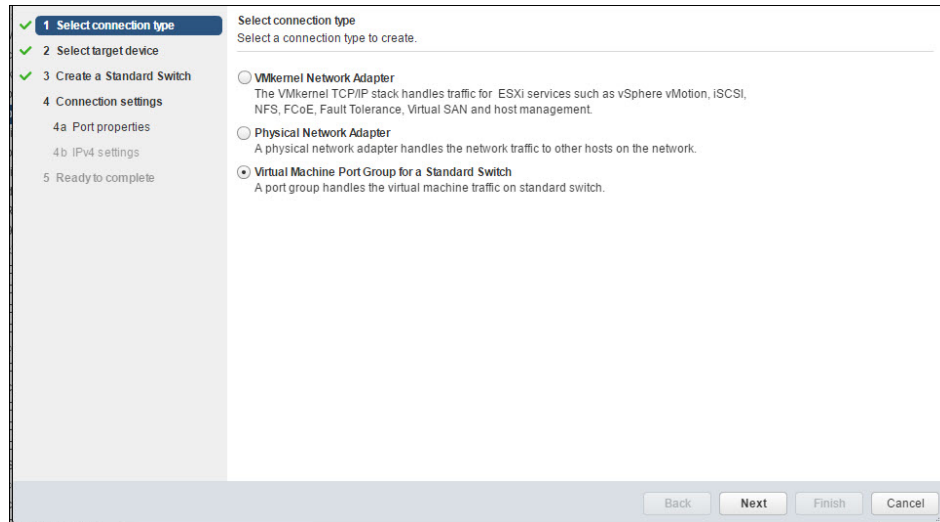 1 Select connection type
2 Select target device
3 Create a Standard Switch
4 Connection settings
4a Port properties
4b IPv4 settings
5 Ready to complete
Select connection type
Select a connection type to create.
VMkernel Network Adapter
The VMkernel TCP/IP stack handles traffic for ESXi services such as vSphere vMotion, iSCSI,
NFS, FCoE, Fault Tolerance, Virtual SAN and host management.
Physical Network Adapter
A physical network adapter handles the network traffic to other hosts on the network.
Virtual Machine Port Group for a Standard Switch
A port group handles the virtual machine traffic on standard switch.
Back Next Finish Cancel